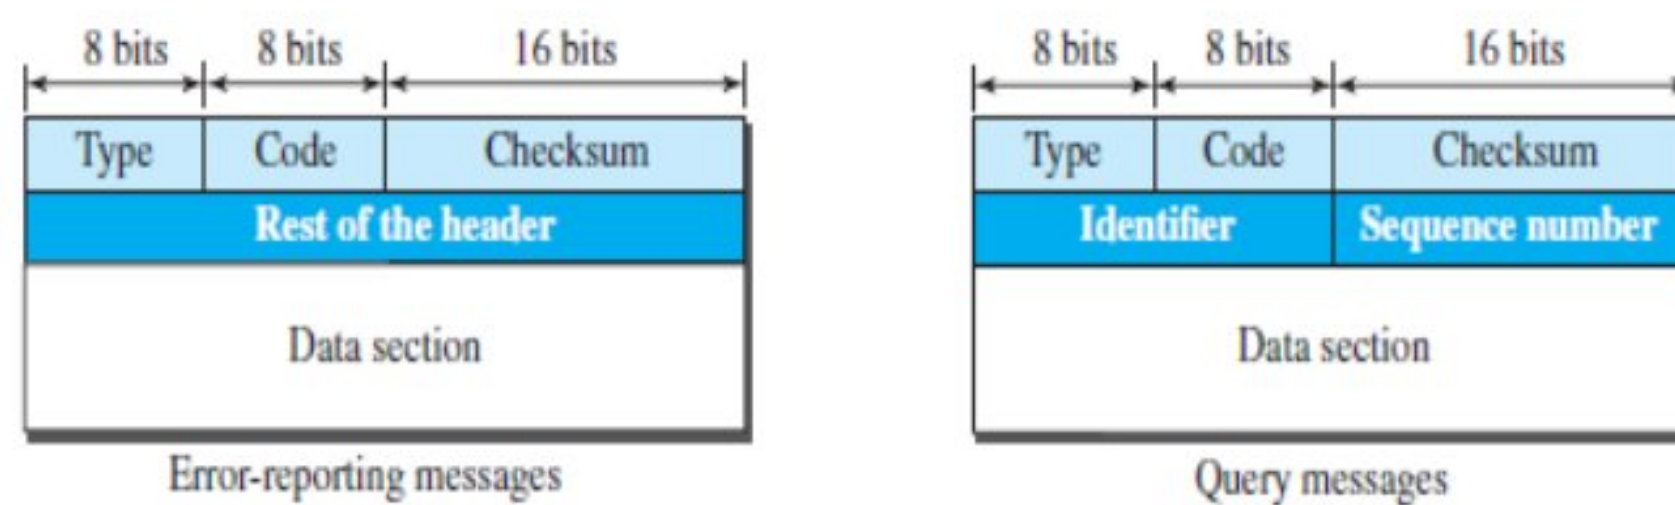 8 bits 8 bits 16 bits
Type Code Checksum
Rest of the header
Data section
Error-reporting messages
8 bits 8 bits 16 bits
Type Code Checksum
Identifier Sequence number
Data section
Query messages